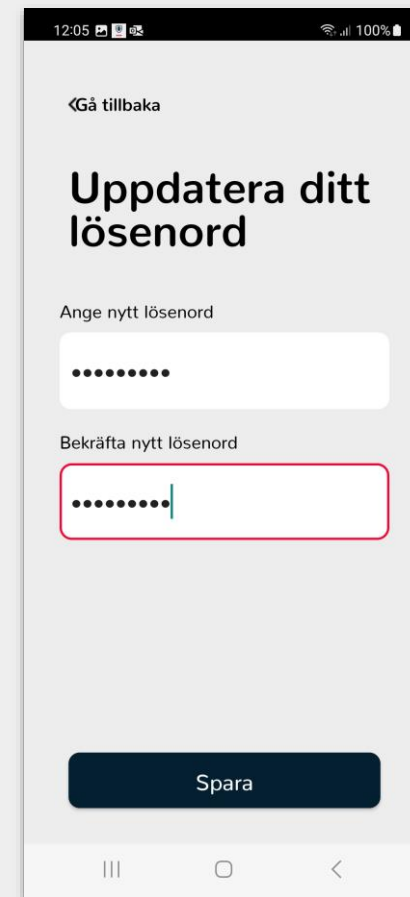 12:05 100%
Gå tillbaka
Uppdatera ditt
lösenord
Ange nytt lösenord
•••••••••
Bekräfta nytt lösenord
•••••••••
Spara